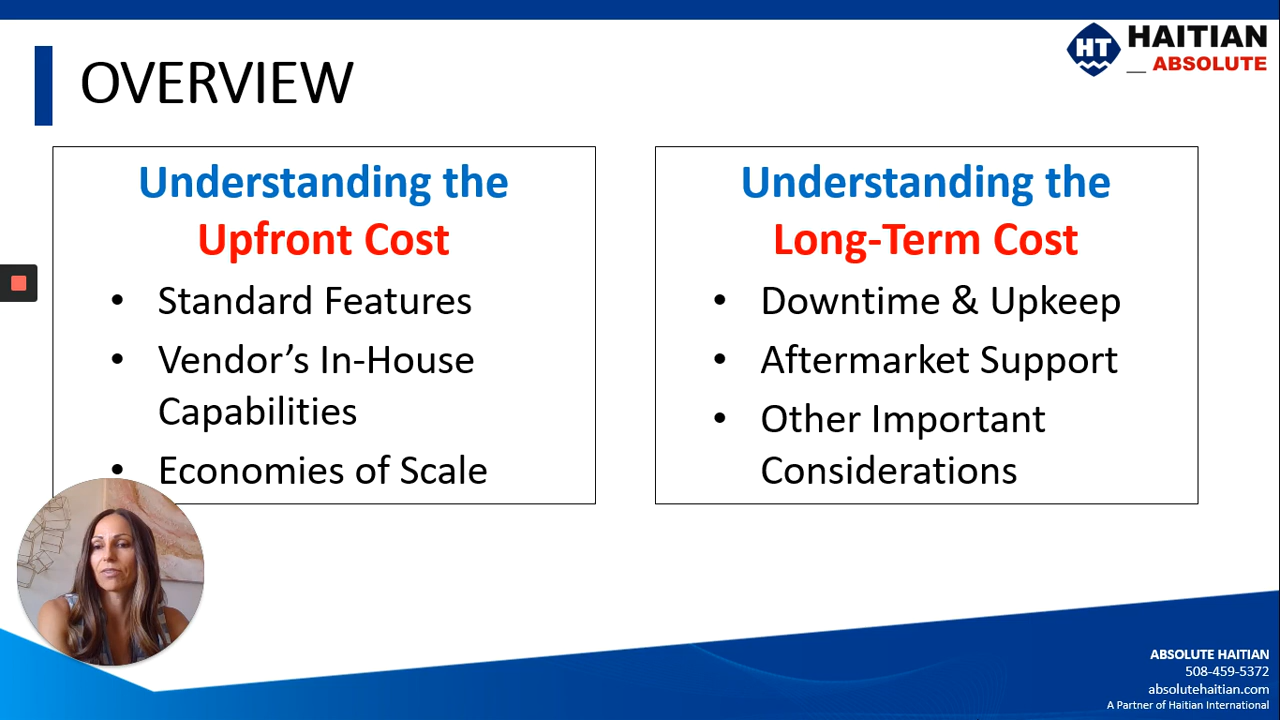 OVERVIEW
HT
HAITIAN
__ ABSOLUTE
Understanding the
Upfront Cost
• Standard Features
• Vendor’s In-House
Capabilities
• Economies of Scale
Understanding the
Long-Term Cost
• Downtime & Upkeep
• Aftermarket Support
• Other Important
Considerations
ABSOLUTE HAITIAN
508-459-5372
absolutehaitian.com
A Partner of Haitian International